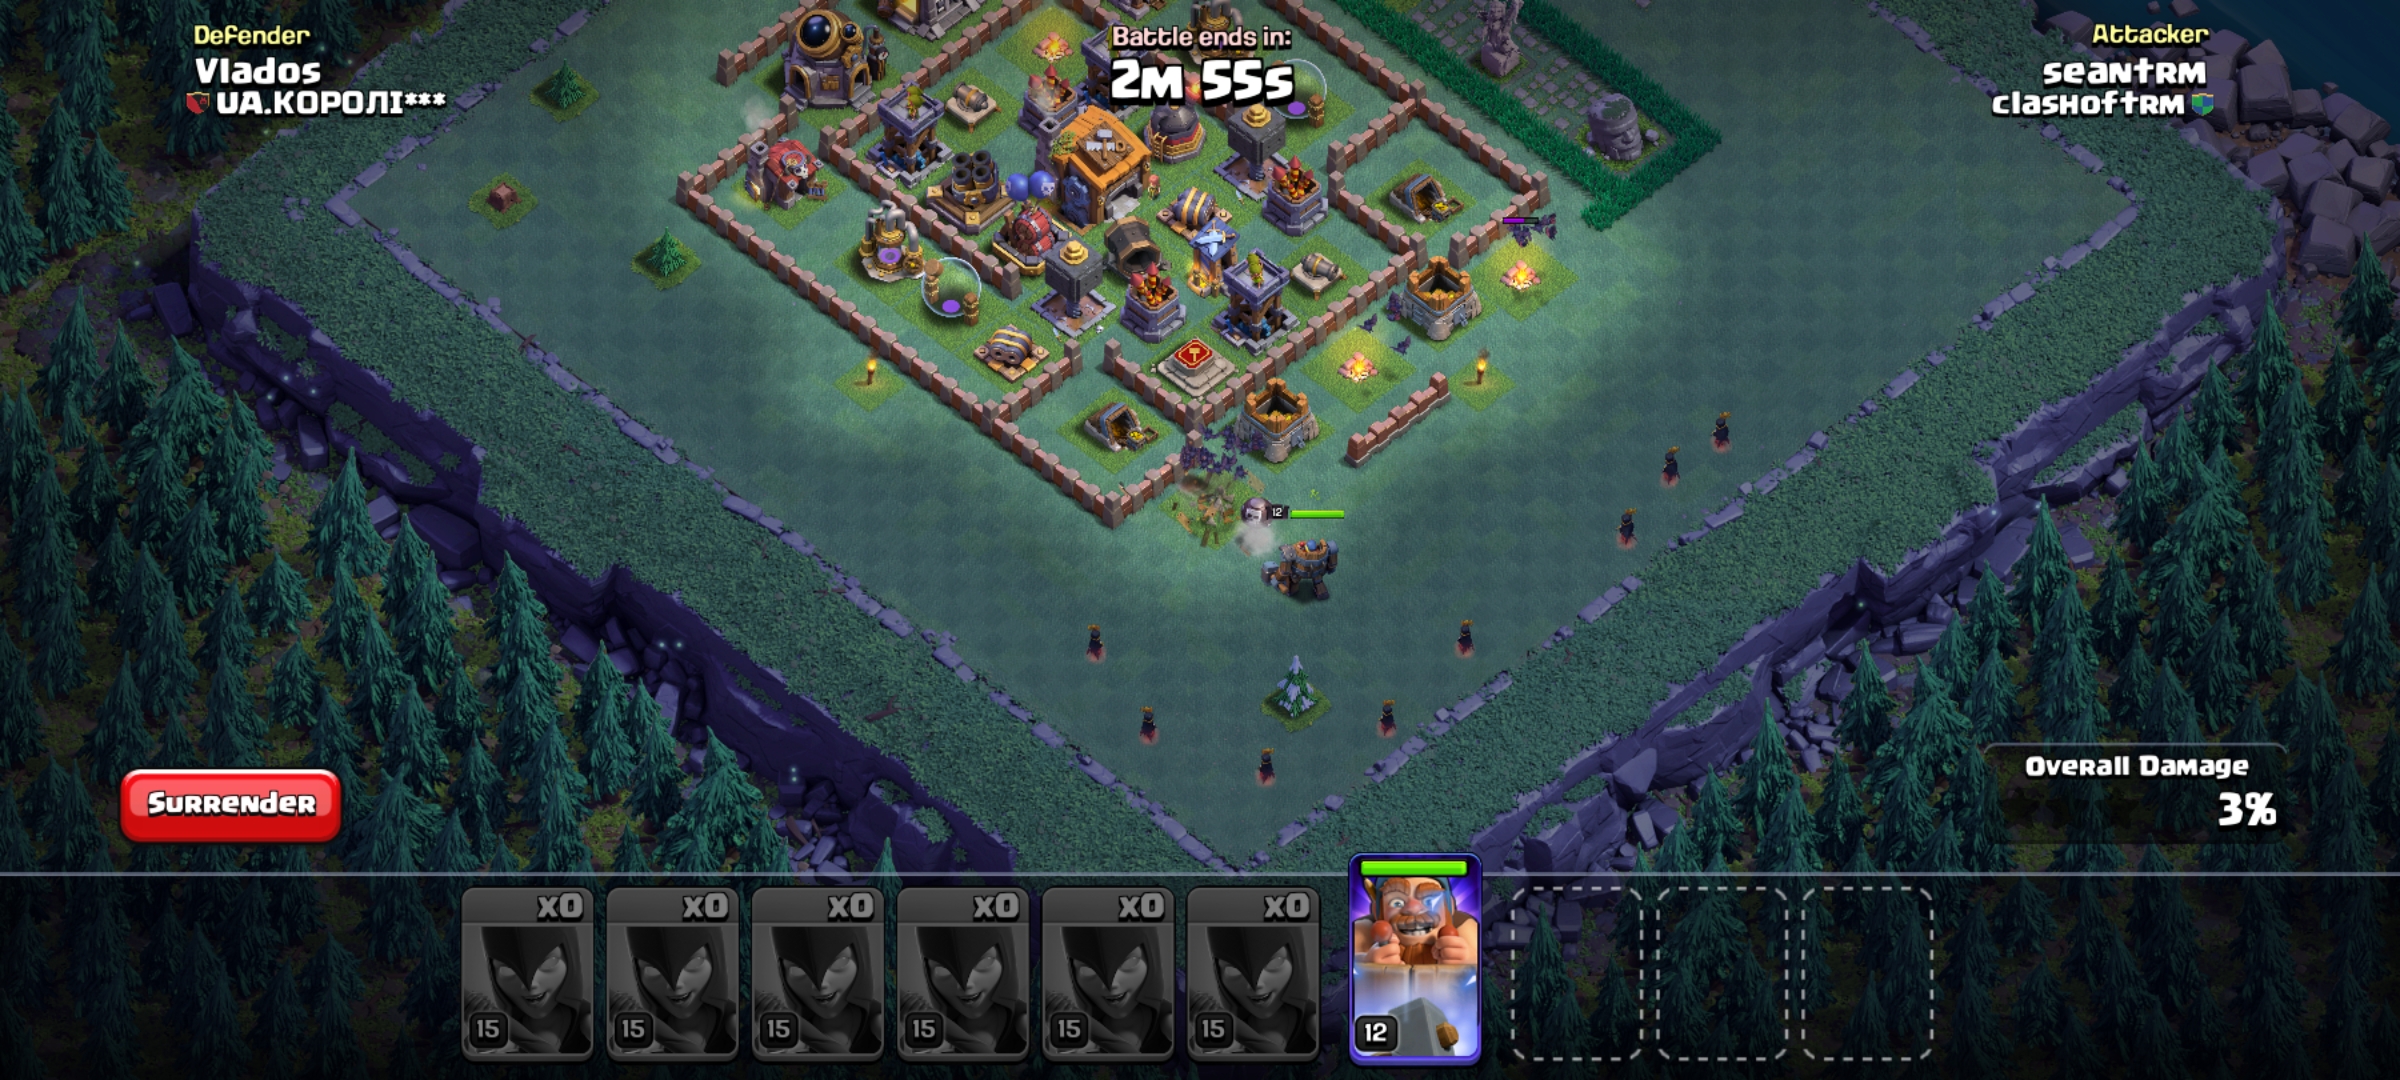 Defender
Vlados
UA.КОРОЛІ***
Battle ends in:
2M 55s
Attacker
seantRM
clashoftRM
12
Surrender
Overall Damage
3%
x0
x0
x0
x0
x0
x0
15
15
15
15
15
15
12